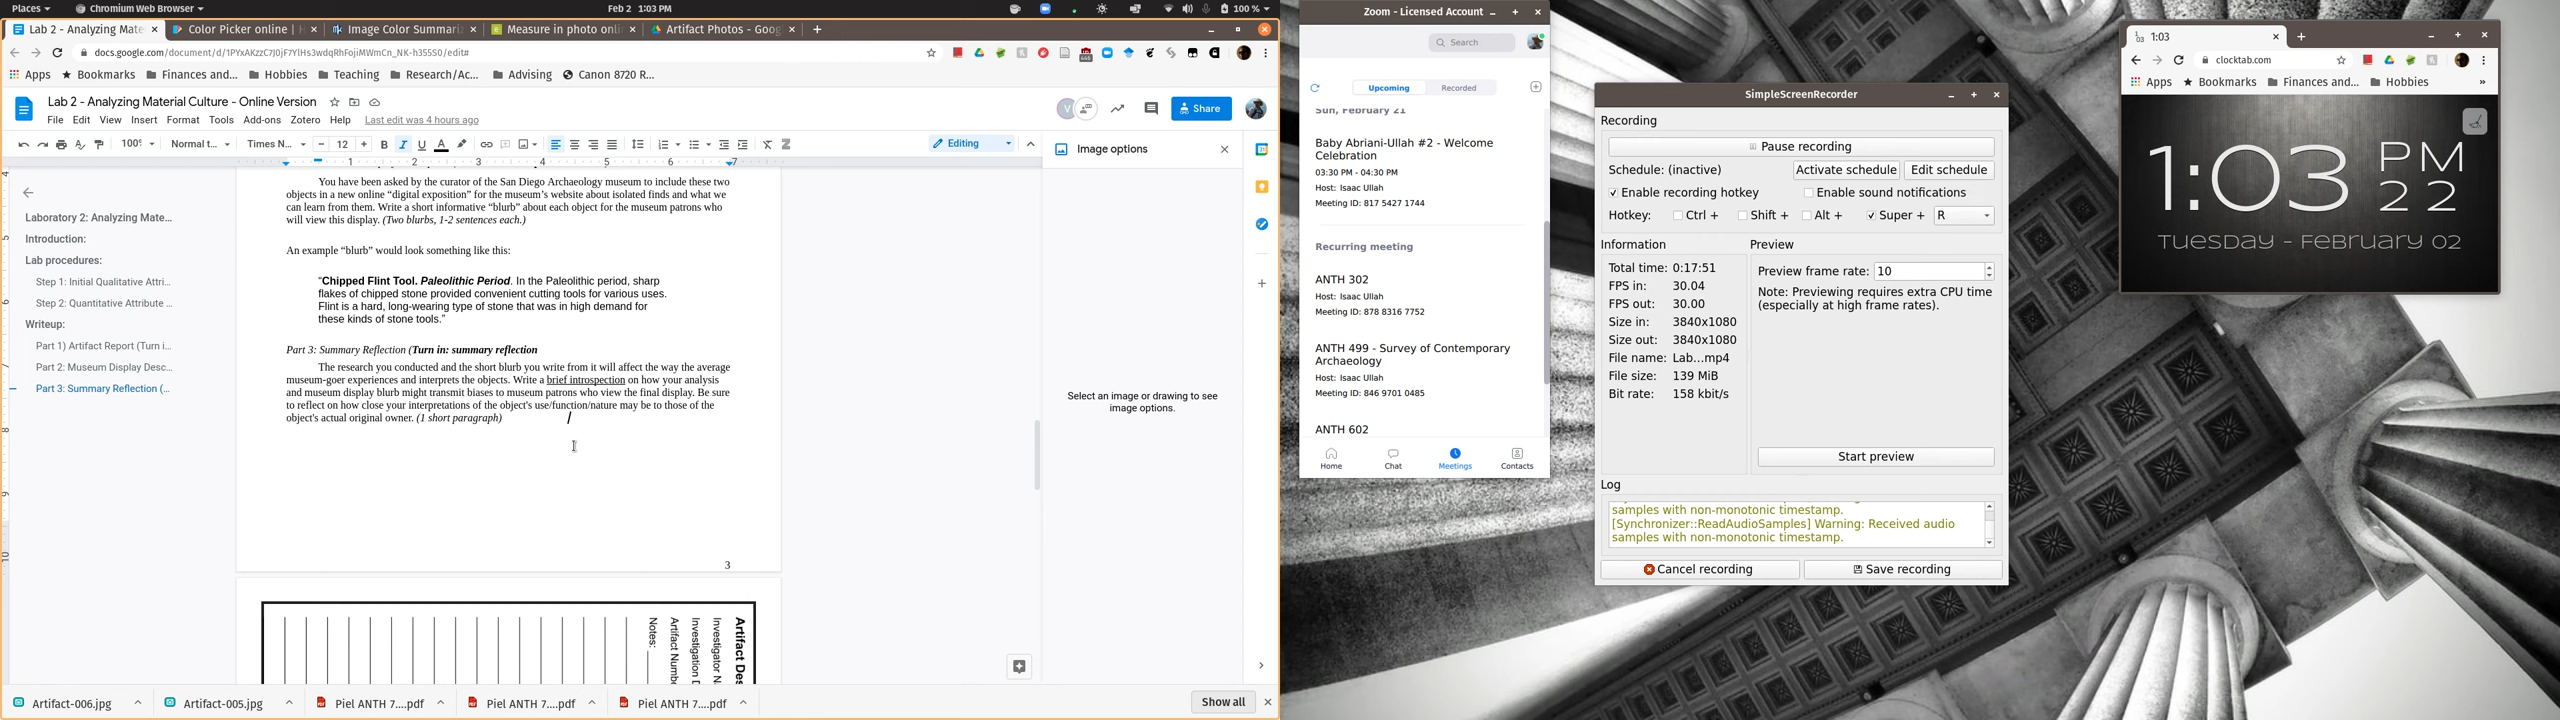 Places
Chromium Web Browser
Feb 2 1:03 PM
100 %
Lab 2 - Analyzing Mate
Color Picker online | H
Image Color Summari
Measure in photo onli
Artifact Photos - Goog
docs.google.com/document/d/1PYxAKzzC7J0jF7YlHs3wdqRhFojiMWmCn_NK-h355S0/edit#
Apps
Bookmarks
Finances and...
Hobbies
Teaching
Research/Ac...
Advising
Canon 8720 R...
Lab 2 - Analyzing Material Culture - Online Version
File Edit View Insert Format Tools Add-ons Zotero Help Last edit was 4 hours ago
V
Share
100%
Normal t...
Times N...
12
B I U A
Editing
1 2 3 4 5 6 7
Laboratory 2: Analyzing Mate...
Introduction:
Lab procedures:
Step 1: Initial Qualitative Attri...
Step 2: Quantitative Attribute ...
Writeup:
Part 1) Artifact Report (Turn i...
Part 2: Museum Display Desc...
Part 3: Summary Reflection (...
You have been asked by the curator of the San Diego Archaeology museum to include these two
objects in a new online “digital exposition” for the museum’s website about isolated finds and what we
can learn from them. Write a short informative “blurb” about each object for the museum patrons who
will view this display. (Two blurbs, 1-2 sentences each.)
An example “blurb” would look something like this:
“Chipped Flint Tool. Paleolithic Period. In the Paleolithic period, sharp
flakes of chipped stone provided convenient cutting tools for various uses.
Flint is a hard, long-wearing type of stone that was in high demand for
these kinds of stone tools.”
Part 3: Summary Reflection (Turn in: summary reflection
The research you conducted and the short blurb you write from it will affect the way the average
museum-goer experiences and interprets the objects. Write a brief introspection on how your analysis
and museum display blurb might transmit biases to museum patrons who view the final display. Be sure
to reflect on how close your interpretations of the object's use/function/nature may be to those of the
object's actual original owner. (1 short paragraph)
3
Artifact Des
Investigator N
Investigation D
Artifact Numb
Notes:
Image options
Select an image or drawing to see
image options.
Artifact-006.jpg
Artifact-005.jpg
Piel ANTH 7....pdf
Piel ANTH 7....pdf
Piel ANTH 7....pdf
Show all
Zoom - Licensed Account
Search
Upcoming
Recorded
Sun, February 21
Baby Abriani-Ullah #2 - Welcome
Celebration
03:30 PM - 04:30 PM
Host: Isaac Ullah
Meeting ID: 817 5427 1744
Recurring meeting
ANTH 302
Host: Isaac Ullah
Meeting ID: 878 8316 7752
ANTH 499 - Survey of Contemporary
Archaeology
Host: Isaac Ullah
Meeting ID: 846 9701 0485
ANTH 602
Home
Chat
Meetings
Contacts
SimpleScreenRecorder
Recording
Pause recording
Schedule: (inactive)
Activate schedule
Edit schedule
Enable recording hotkey
Enable sound notifications
Hotkey: Ctrl + Shift + Alt + Super + R
Information
Total time: 0:17:51
FPS in: 30.04
FPS out: 30.00
Size in: 3840x1080
Size out: 3840x1080
File name: Lab...mp4
File size: 139 MiB
Bit rate: 158 kbit/s
Preview
Preview frame rate: 10
Note: Previewing requires extra CPU time
(especially at high frame rates).
Start preview
Log
samples with non-monotonic timestamp.
[Synchronizer::ReadAudioSamples] Warning: Received audio
samples with non-monotonic timestamp.
Cancel recording
Save recording
1:03
clocktab.com
Apps
Bookmarks
Finances and...
Hobbies
1:03 PM
22
Tuesday - February 02